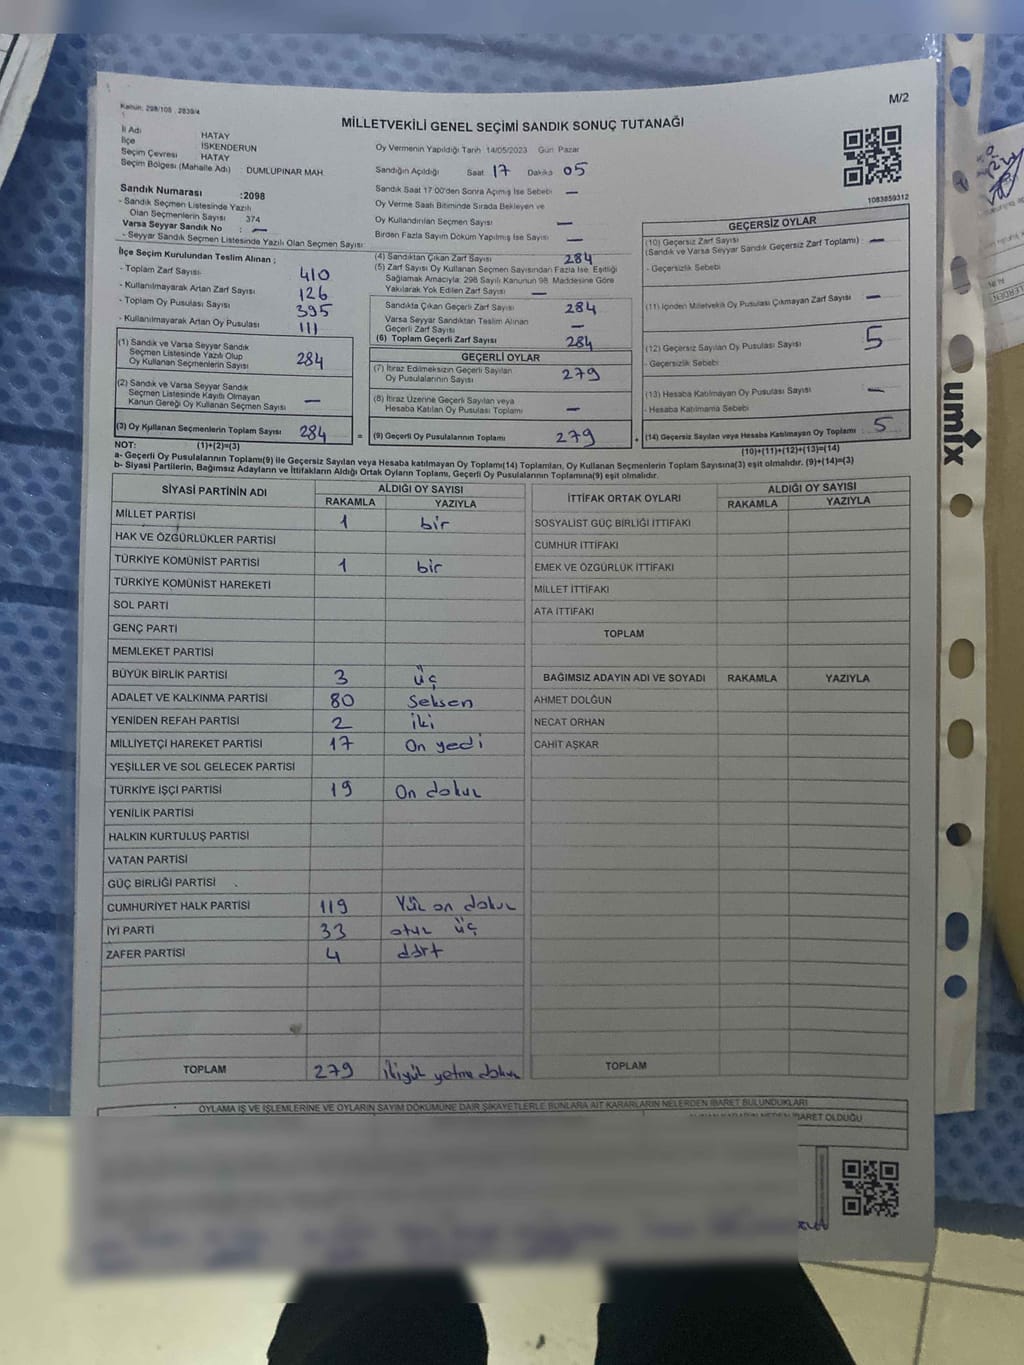 Kanun: 298/105 , 2839/4
M/2
MİLLETVEKİLİ GENEL SEÇİMİ SANDIK SONUÇ TUTANAĞI
İl Adı HATAY
İlçe İSKENDERUN
Seçim Çevresi HATAY
Seçim Bölgesi (Mahalle Adı) DUMLUPINAR MAH.
Oy Vermenin Yapıldığı Tarih 14/05/2023 Gün Pazar
Sandığın Açıldığı Saat 17 Dakika 05
Sandık Numarası :2098
- Sandık Seçmen Listesinde Yazılı
Olan Seçmenlerin Sayısı : 374
Varsa Seyyar Sandık No : —
- Seyyar Sandık Seçmen Listesinde Yazılı Olan Seçmen Sayısı:
Sandık Saat 17:00'den Sonra Açılmış İse Sebebi —
Oy Verme Saati Bitiminde Sırada Bekleyen ve
Oy Kullandırılan Seçmen Sayısı —
Birden Fazla Sayım Döküm Yapılmış İse Sayısı —
1083859312
İlçe Seçim Kurulundan Teslim Alınan ;
- Toplam Zarf Sayısı 410
- Kullanılmayarak Artan Zarf Sayısı 126
- Toplam Oy Pusulası Sayısı 395
- Kullanılmayarak Artan Oy Pusulası 111
(1) Sandık ve Varsa Seyyar Sandık
Seçmen Listesinde Yazılı Olup
Oy Kullanan Seçmenlerin Sayısı 284
(2) Sandık ve Varsa Seyyar Sandık
Seçmen Listesinde Kayıtlı Olmayan
Kanun Gereği Oy Kullanan Seçmen Sayısı —
(3) Oy Kullanan Seçmenlerin Toplam Sayısı 284 =
(4) Sandıktan Çıkan Zarf Sayısı 284
(5) Zarf Sayısı Oy Kullanan Seçmen Sayısından Fazla İse, Eşitliği
Sağlamak Amacıyla; 298 Sayılı Kanunun 98. Maddesine Göre
Yakılarak Yok Edilen Zarf Sayısı —
Sandıkta Çıkan Geçerli Zarf Sayısı 284
Varsa Seyyar Sandıktan Teslim Alınan
Geçerli Zarf Sayısı —
(6) Toplam Geçerli Zarf Sayısı 284
GEÇERLİ OYLAR
(7) İtiraz Edilmeksizin Geçerli Sayılan
Oy Pusulalarının Sayısı 279
(8) İtiraz Üzerine Geçerli Sayılan veya
Hesaba Katılan Oy Pusulası Toplamı —
(9) Geçerli Oy Pusulalarının Toplamı 279 +
GEÇERSİZ OYLAR
(10) Geçersiz Zarf Sayısı —
(Sandık ve Varsa Seyyar Sandık Geçersiz Zarf Toplamı)
- Geçersizlik Sebebi
(11) İçinden Milletvekili Oy Pusulası Çıkmayan Zarf Sayısı —
(12) Geçersiz Sayılan Oy Pusulası Sayısı 5
- Geçersizlik Sebebi
(13) Hesaba Katılmayan Oy Pusulası Sayısı —
- Hesaba Katılmama Sebebi
(14) Geçersiz Sayılan veya Hesaba Katılmayan Oy Toplamı 5
NOT: (1)+(2)=(3) (10)+(11)+(12)+(13)=(14)
a- Geçerli Oy Pusulalarının Toplamı(9) ile Geçersiz Sayılan veya Hesaba katılmayan Oy Toplamı(14) Toplamları, Oy Kullanan Seçmenlerin Toplam Sayısına(3) eşit olmalıdır. (9)+(14)=(3)
b- Siyasi Partilerin, Bağımsız Adayların ve İttifakların Aldığı Ortak Oyların Toplamı, Geçerli Oy Pusulalarının Toplamına(9) eşit olmalıdır.
SİYASİ PARTİNİN ADI ALDIĞI OY SAYISI
RAKAMLA YAZIYLA
MİLLET PARTİSİ 1 bir
HAK VE ÖZGÜRLÜKLER PARTİSİ
TÜRKİYE KOMÜNİST PARTİSİ 1 bir
TÜRKİYE KOMÜNİST HAREKETİ
SOL PARTİ
GENÇ PARTİ
MEMLEKET PARTİSİ
BÜYÜK BİRLİK PARTİSİ 3 üç
ADALET VE KALKINMA PARTİSİ 80 Seksen
YENİDEN REFAH PARTİSİ 2 iki
MİLLİYETÇİ HAREKET PARTİSİ 17 On yedi
YEŞİLLER VE SOL GELECEK PARTİSİ
TÜRKİYE İŞÇİ PARTİSİ 19 On dokuz
YENİLİK PARTİSİ
HALKIN KURTULUŞ PARTİSİ
VATAN PARTİSİ
GÜÇ BİRLİĞİ PARTİSİ
CUMHURİYET HALK PARTİSİ 119 Yüz on dokuz
İYİ PARTİ 33 otuz üç
ZAFER PARTİSİ 4 dört
TOPLAM 279 ikiyüz yetmiş dokuz
İTTİFAK ORTAK OYLARI ALDIĞI OY SAYISI
RAKAMLA YAZIYLA
SOSYALİST GÜÇ BİRLİĞİ İTTİFAKI
CUMHUR İTTİFAKI
EMEK VE ÖZGÜRLÜK İTTİFAKI
MİLLET İTTİFAKI
ATA İTTİFAKI
TOPLAM
BAĞIMSIZ ADAYIN ADI VE SOYADI RAKAMLA YAZIYLA
AHMET DOLĞUN
NECAT ORHAN
CAHİT AŞKAR
TOPLAM
OYLAMA İŞ VE İŞLEMLERİNE VE OYLARIN SAYIM DÖKÜMÜNE DAİR ŞİKAYETLERLE BUNLARA AİT KARARLARIN NELERDEN İBARET BULUNDUKLARI
İBARET OLDUĞU
umix